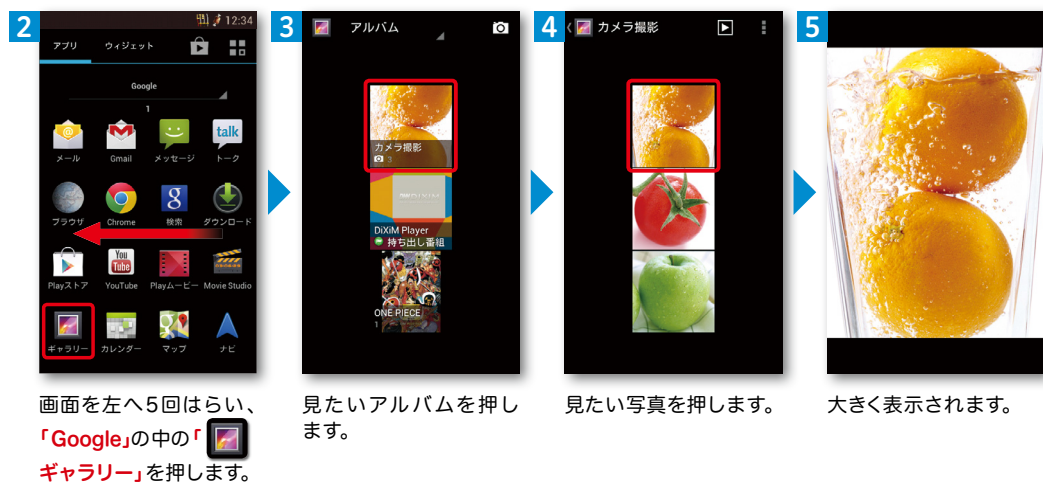 2
12:34
アプリ ウィジェット
Google
1
メール Gmail メッセージ トーク
talk
ブラウザ Chrome 検索 ダウンロード
8
You
Tube
Playストア YouTube Playムービー Movie Studio
ギャラリー カレンダー マップ ナビ
画面を左へ5回はらい、
「Google」の中の「
ギャラリー」を押します。
3
アルバム
カメラ撮影
3
DiXiM Player
持ち出し番組
ONE PIECE
1
見たいアルバムを押し
ます。
4
カメラ撮影
見たい写真を押します。
5
大きく表示されます。